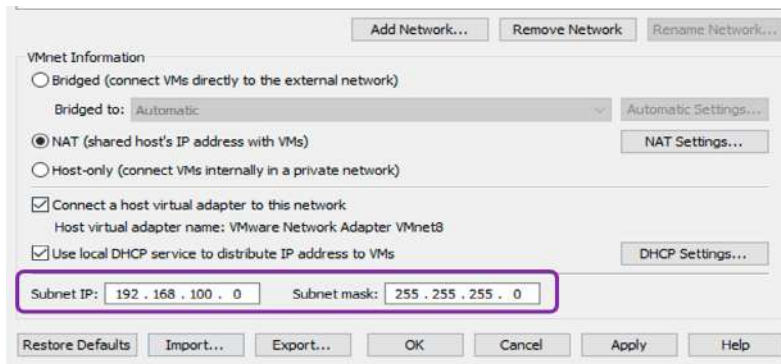 Add Network... Remove Network Rename Network...
VMnet Information
Bridged (connect VMs directly to the external network)
Bridged to: Automatic Automatic Settings...
NAT (shared host's IP address with VMs) NAT Settings...
Host-only (connect VMs internally in a private network)
Connect a host virtual adapter to this network
Host virtual adapter name: VMware Network Adapter VMnet8
Use local DHCP service to distribute IP address to VMs DHCP Settings...
Subnet IP: 192 . 168 . 100 . 0 Subnet mask: 255 . 255 . 255 . 0
Restore Defaults Import... Export... OK Cancel Apply Help